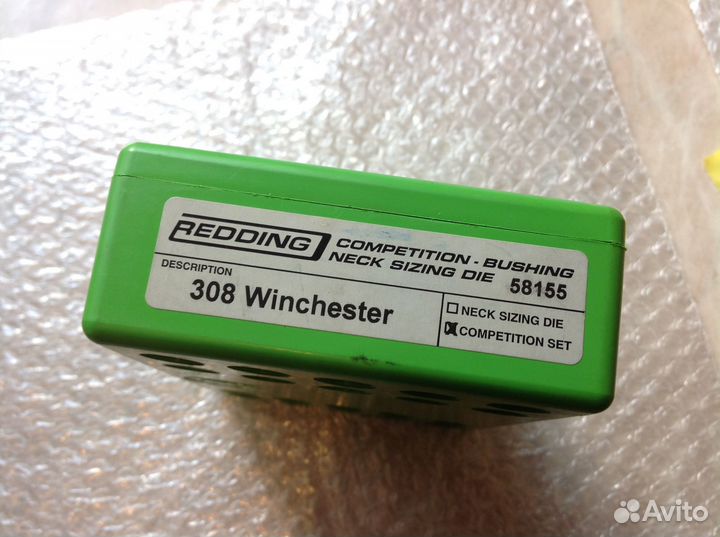 REDDING
COMPETITION - BUSHING
NECK SIZING DIE 58155
DESCRIPTION
308 Winchester
NECK SIZING DIE
COMPETITION SET
Avito